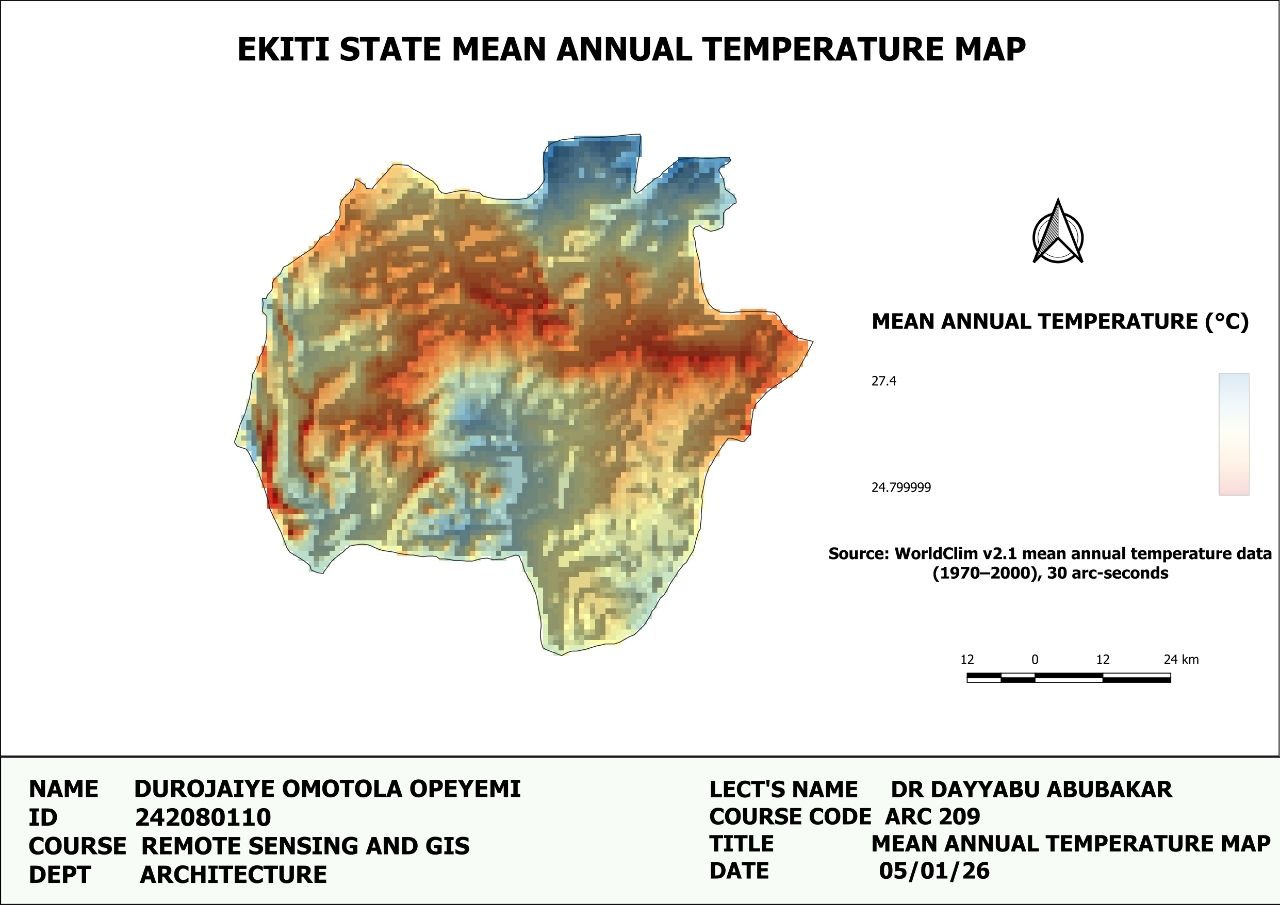 EKITI STATE MEAN ANNUAL TEMPERATURE MAP
MEAN ANNUAL TEMPERATURE (°C)
27.4
24.799999
Source: WorldClim v2.1 mean annual temperature data
(1970–2000), 30 arc-seconds
12 0 12 24 km
NAME DUROJAIYE OMOTOLA OPEYEMI
ID 242080110
COURSE REMOTE SENSING AND GIS
DEPT ARCHITECTURE
LECT'S NAME DR DAYYABU ABUBAKAR
COURSE CODE ARC 209
TITLE MEAN ANNUAL TEMPERATURE MAP
DATE 05/01/26